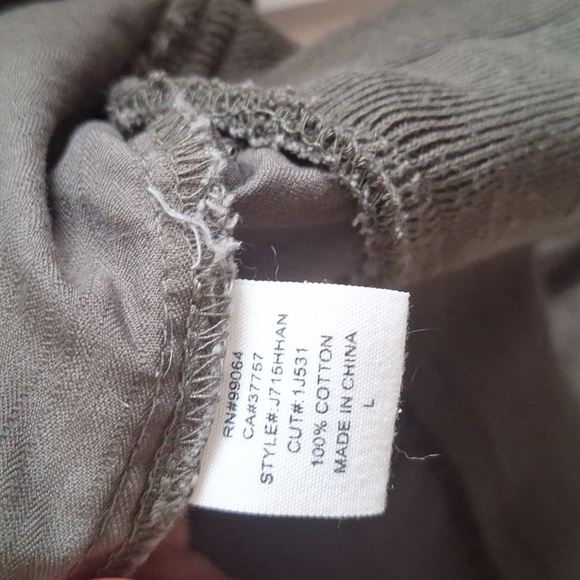 RN#99064
CA#37757
STYLE#:J715HHAN
CUT#:1J531
100% COTTON
MADE IN CHINA
L